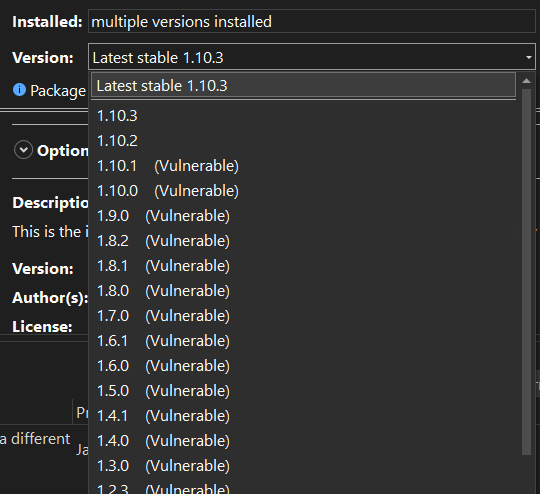 Installed: multiple versions installed
Version: Latest stable 1.10.3
Latest stable 1.10.3
Package
1.10.3
1.10.2
Option
1.10.1 (Vulnerable)
1.10.0 (Vulnerable)
Descriptio
1.9.0 (Vulnerable)
This is the i
1.8.2 (Vulnerable)
Version:
1.8.1 (Vulnerable)
Author(s):
1.8.0 (Vulnerable)
License:
1.7.0 (Vulnerable)
1.6.1 (Vulnerable)
1.6.0 (Vulnerable)
1.5.0 (Vulnerable)
Pr
1.4.1 (Vulnerable)
a different
1.4.0 (Vulnerable)
Ja
1.3.0 (Vulnerable)
1.2.3 (Vulnerable)